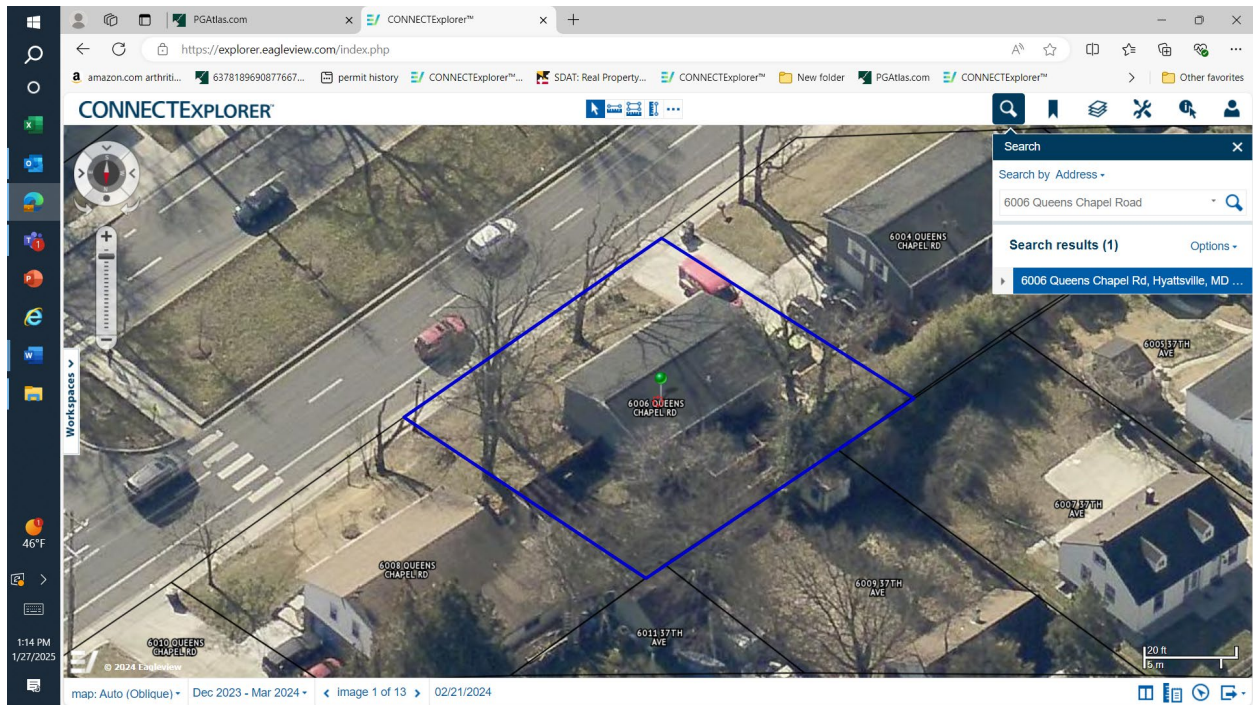 PGAtlas.com
CONNECTExplorer™
https://explorer.eagleview.com/index.php
amazon.com arthriti...
6378189690877667...
permit history
CONNECTExplorer™...
SDAT: Real Property...
CONNECTExplorer™
New folder
PGAtlas.com
CONNECTExplorer™
Other favorites
CONNECTEXPLORER™
Search
Search by Address
6006 Queens Chapel Road
Search results (1)
Options
6006 Queens Chapel Rd, Hyattsville, MD ...
6004 QUEENS
CHAPEL RD
6005 37TH
AVE
6006 QUEENS
CHAPEL RD
6007 37TH
AVE
6008 QUEENS
CHAPEL RD
6009 37TH
AVE
6010 QUEENS
CHAPEL RD
6011 37TH
AVE
Workspaces
© 2024 Eagleview
20 ft
5 m
map: Auto (Oblique)
Dec 2023 - Mar 2024
image 1 of 13
02/21/2024
46°F
1:14 PM
1/27/2025